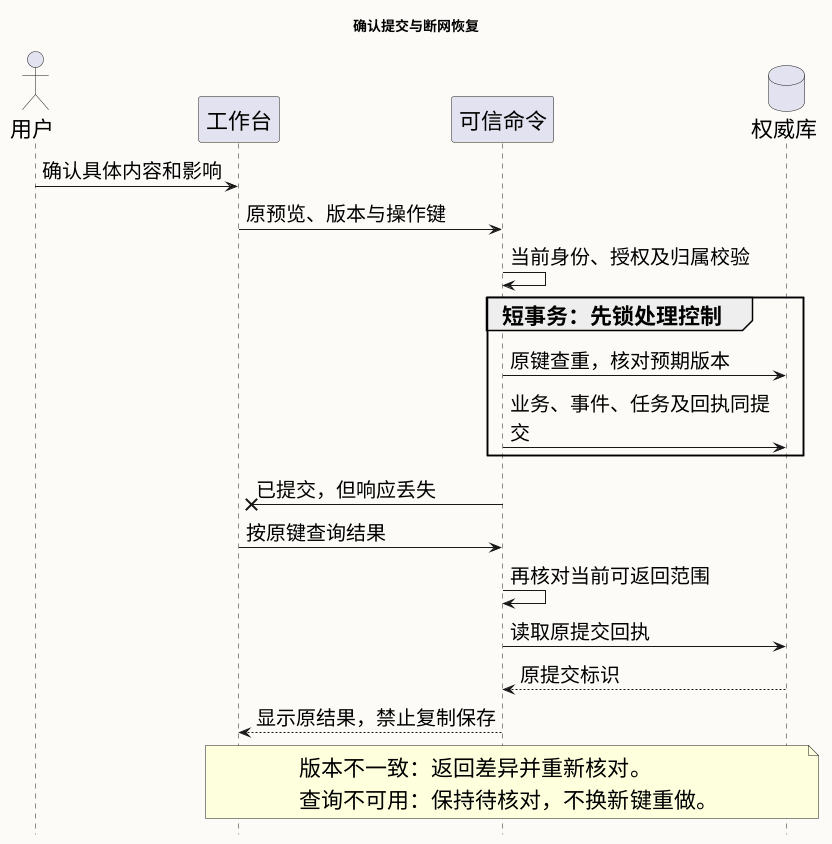 确认提交与断网恢复
用户
工作台
可信命令
权威库
确认具体内容和影响
原预览、版本与操作键
当前身份、授权及归属校验
短事务：先锁处理控制
原键查重，核对预期版本
业务、事件、任务及回执同提
交
已提交，但响应丢失
按原键查询结果
再核对当前可返回范围
读取原提交回执
原提交标识
显示原结果，禁止复制保存
版本不一致：返回差异并重新核对。
查询不可用：保持待核对，不换新键重做。